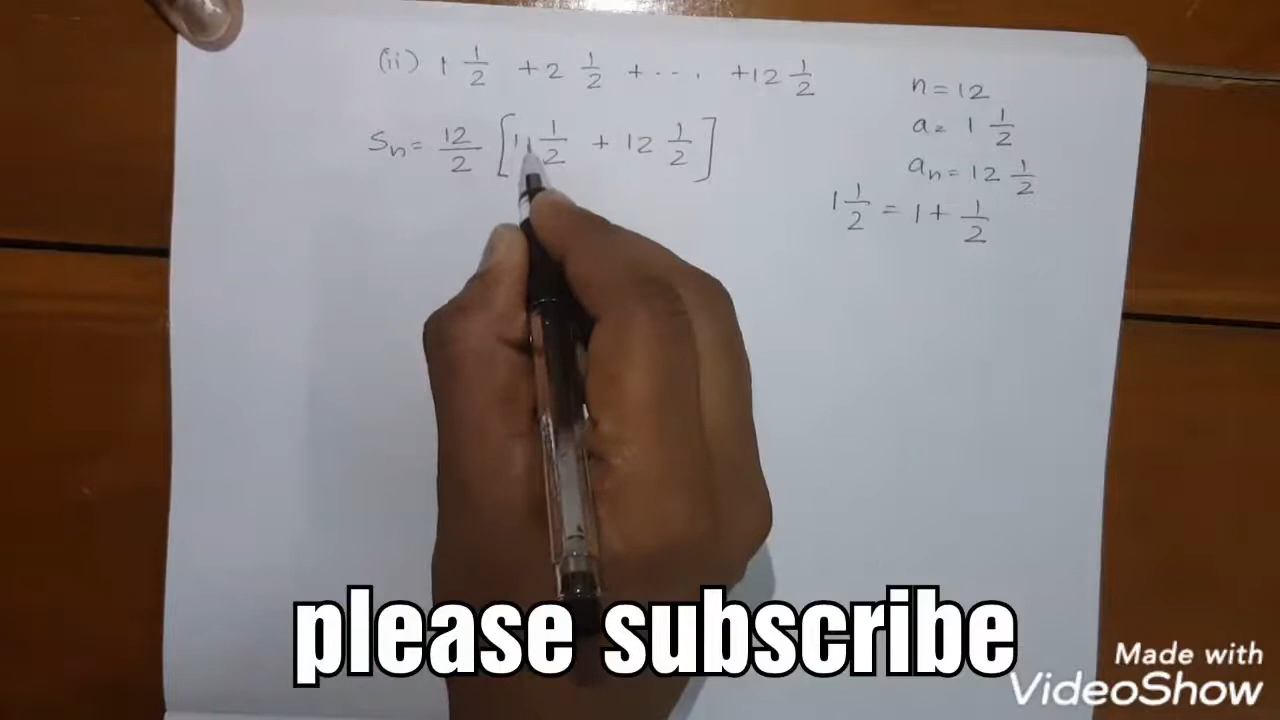 (ii) 1 1/2 + 2 1/2 + .... + 12 1/2
n = 12
a = 1 1/2
Sn = 12/2 [1 1/2 + 12 1/2]
an = 12 1/2
1 1/2 = 1 + 1/2
please subscribe
Made with
VideoShow